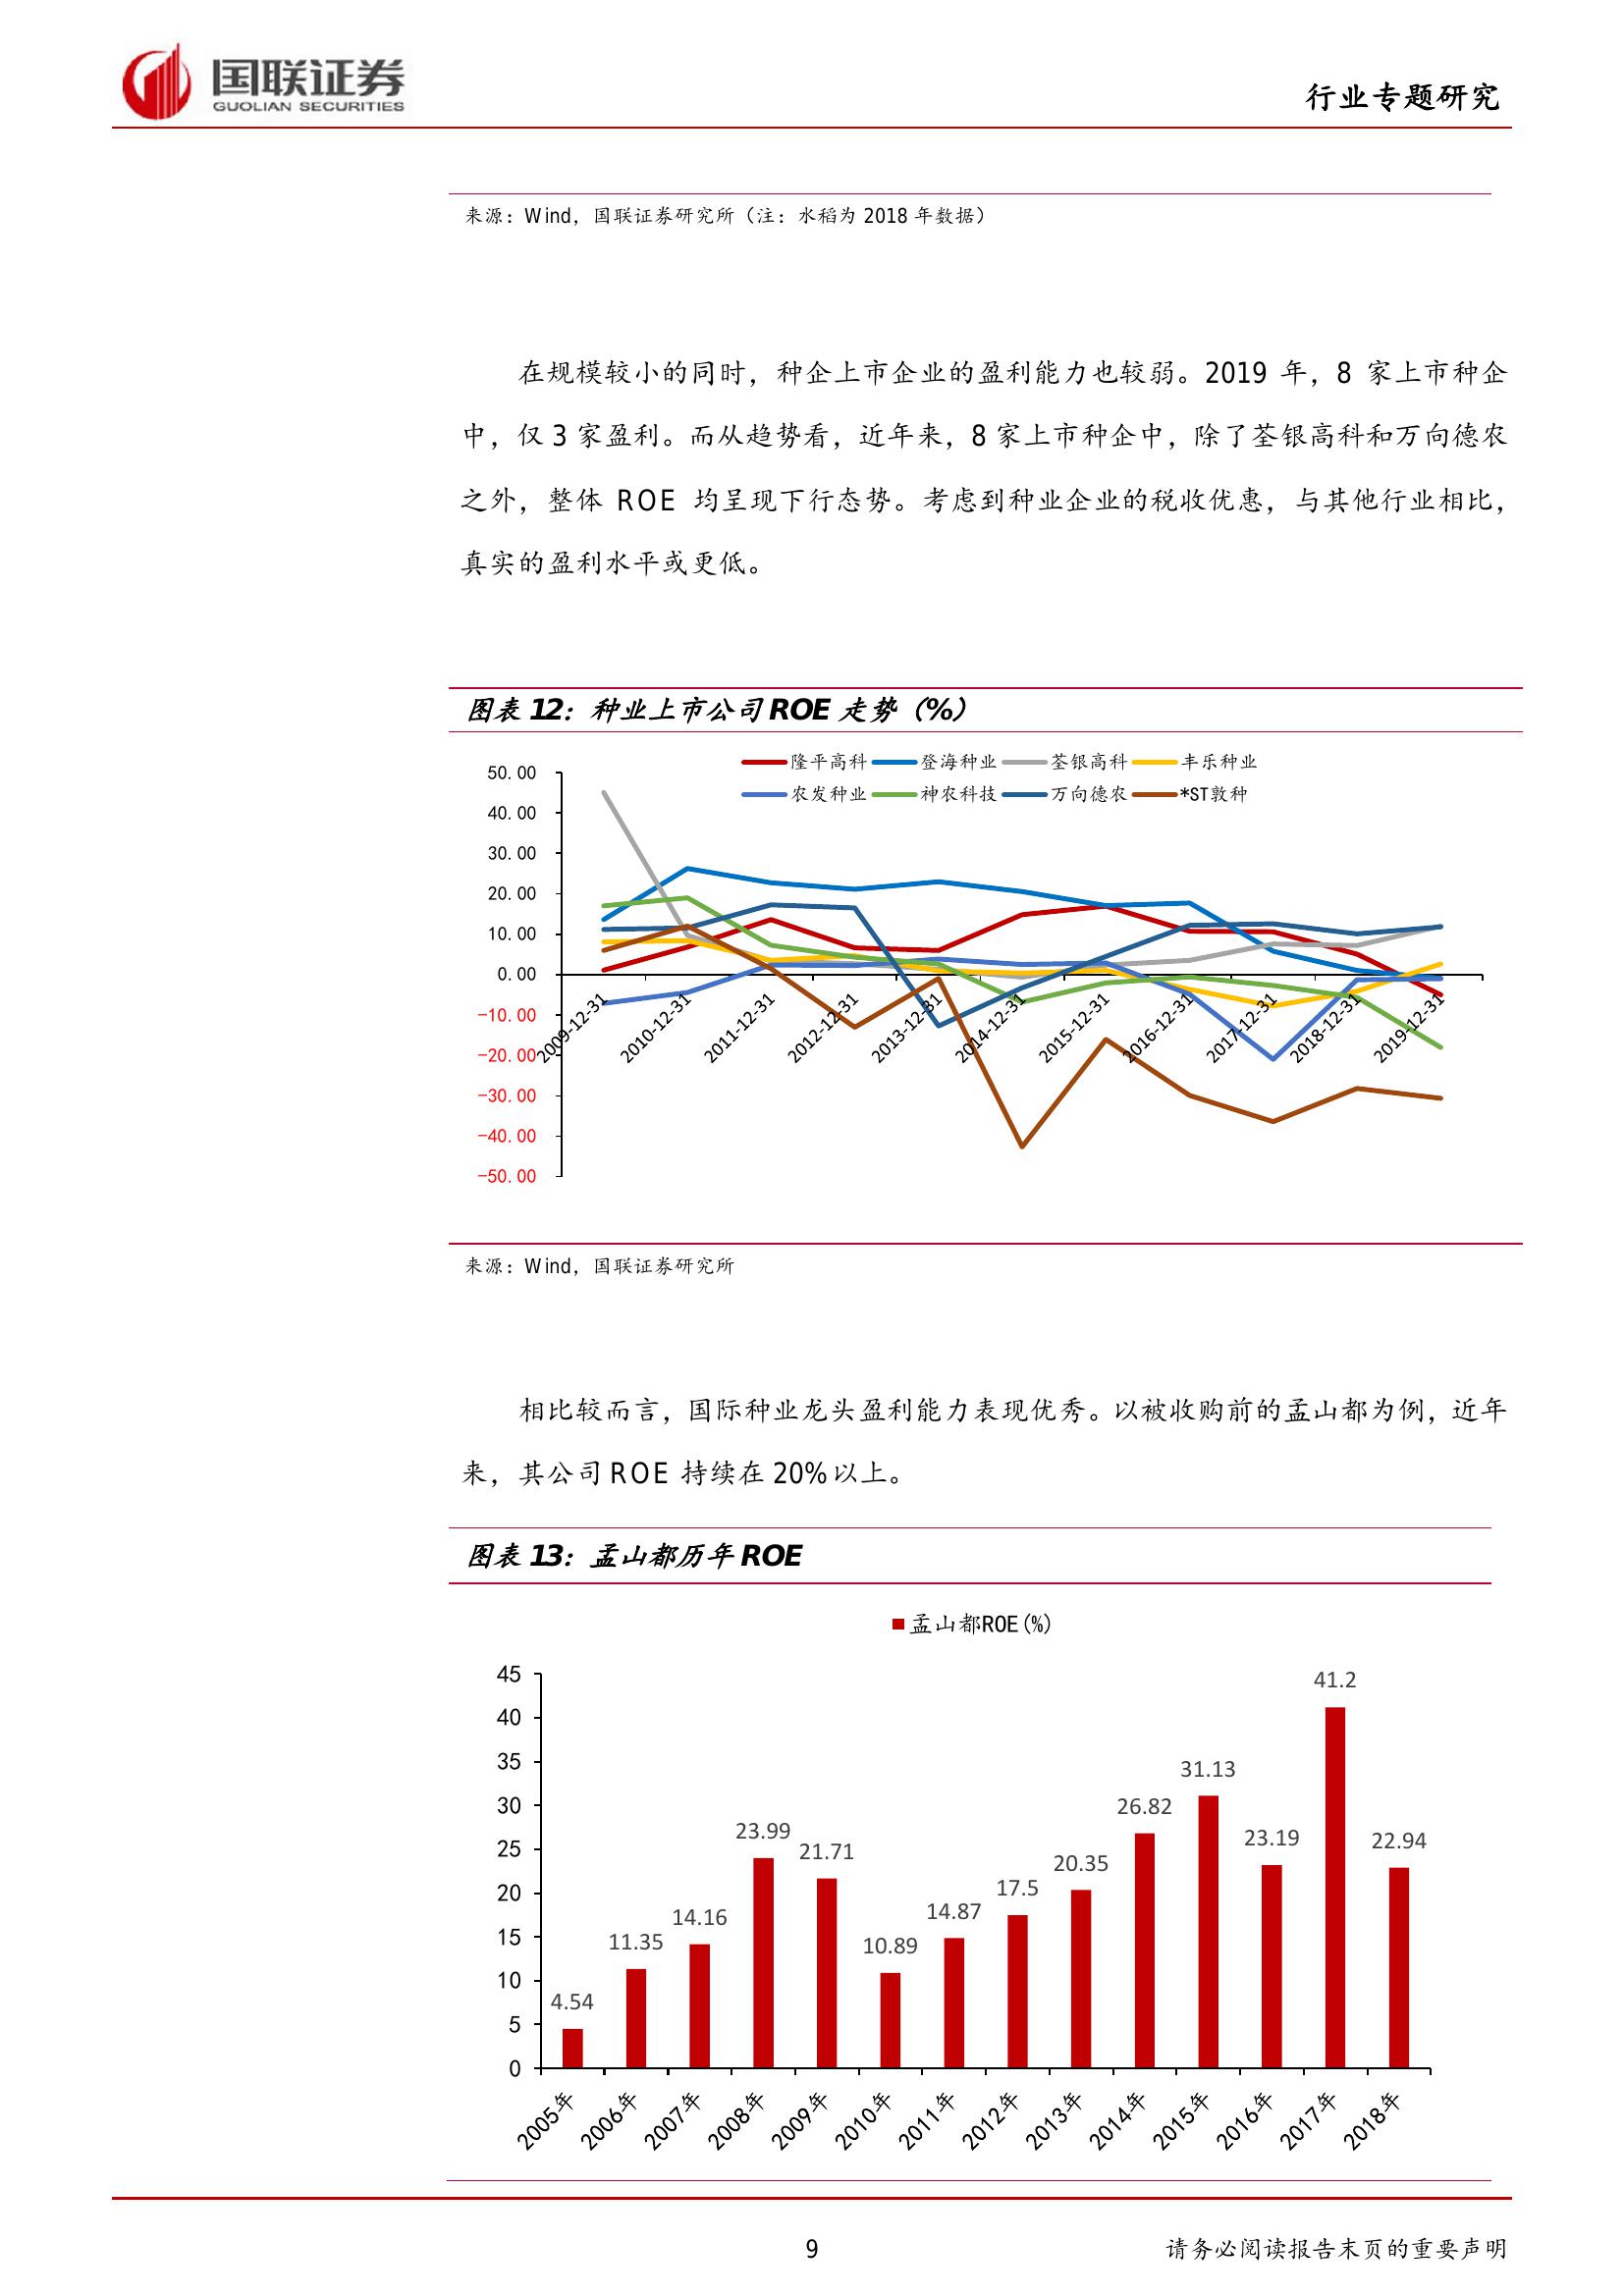 国联证券
GUOLIAN SECURITIES
行业专题研究
来源：Wind，国联证券研究所（注：水稻为 2018 年数据）
在规模较小的同时，种企上市企业的盈利能力也较弱。2019 年，8 家上市种企
中，仅 3 家盈利。而从趋势看，近年来，8 家上市种企中，除了荃银高科和万向德农
之外，整体 ROE 均呈现下行态势。考虑到种业企业的税收优惠，与其他行业相比，
真实的盈利水平或更低。
图表 12：种业上市公司 ROE 走势（%）
隆平高科 登海种业 荃银高科 丰乐种业
农发种业 神农科技 万向德农 *ST敦种
50.00
40.00
30.00
20.00
10.00
0.00
-10.00
-20.00
-30.00
-40.00
-50.00
2009-12-31 2010-12-31 2011-12-31 2012-12-31 2013-12-31 2014-12-31 2015-12-31 2016-12-31 2017-12-31 2018-12-31 2019-12-31
来源：Wind，国联证券研究所
相比较而言，国际种业龙头盈利能力表现优秀。以被收购前的孟山都为例，近年
来，其公司 ROE 持续在 20%以上。
图表 13：孟山都历年 ROE
孟山都ROE(%)
45
40
35
30
25
20
15
10
5
0
4.54 11.35 14.16 23.99 21.71 10.89 14.87 17.5 20.35 26.82 31.13 23.19 41.2 22.94
2005年 2006年 2007年 2008年 2009年 2010年 2011年 2012年 2013年 2014年 2015年 2016年 2017年 2018年
9
请务必阅读报告末页的重要声明